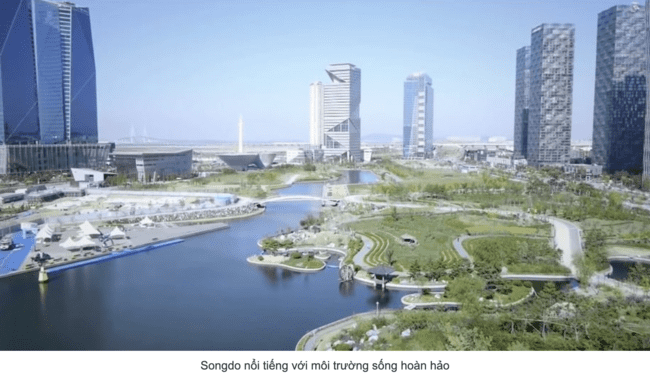 Songdo nổi tiếng với môi trường sống hoàn hảo